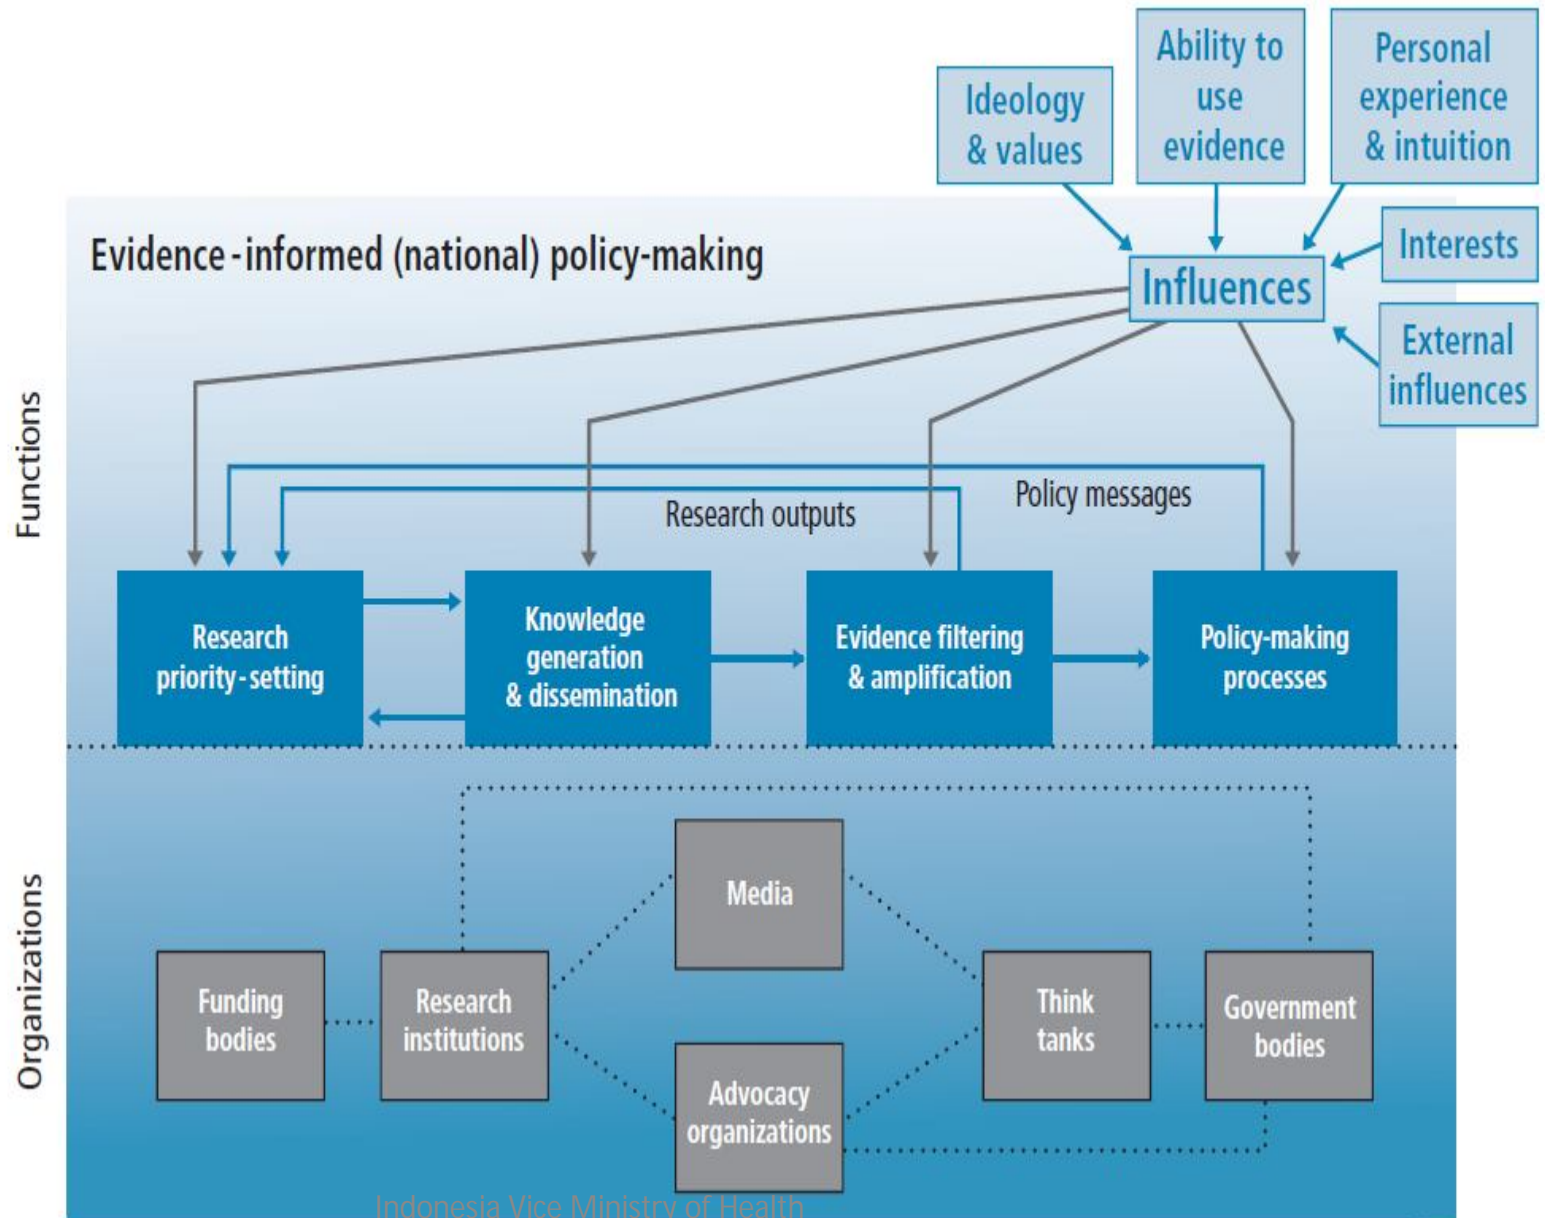 Ability to
use
evidence
Personal
experience
& intuition
Ideology
& values
Evidence-informed (national) policy-making
Interests
Influences
External
influences
Functions
Policy messages
Research outputs
Research
priority-setting
Knowledge
generation
& dissemination
Evidence filtering
& amplification
Policy-making
processes
Organizations
Media
Funding
bodies
Research
institutions
Think
tanks
Government
bodies
Advocacy
organizations
Indonesia Vice Ministry of Health